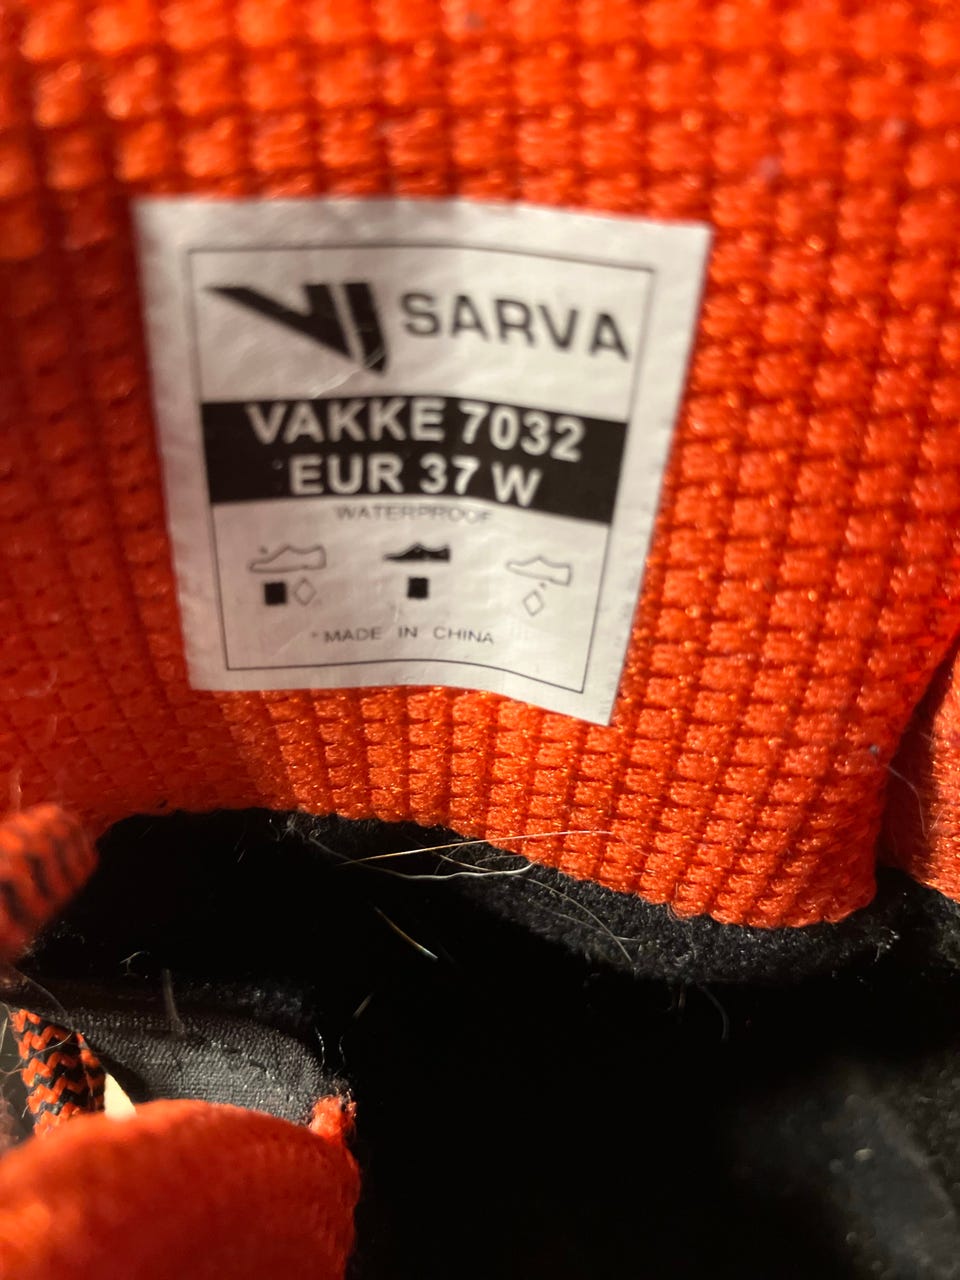 SARVA
VAKKE 7032
EUR 37 W
WATERPROOF
MADE IN CHINA